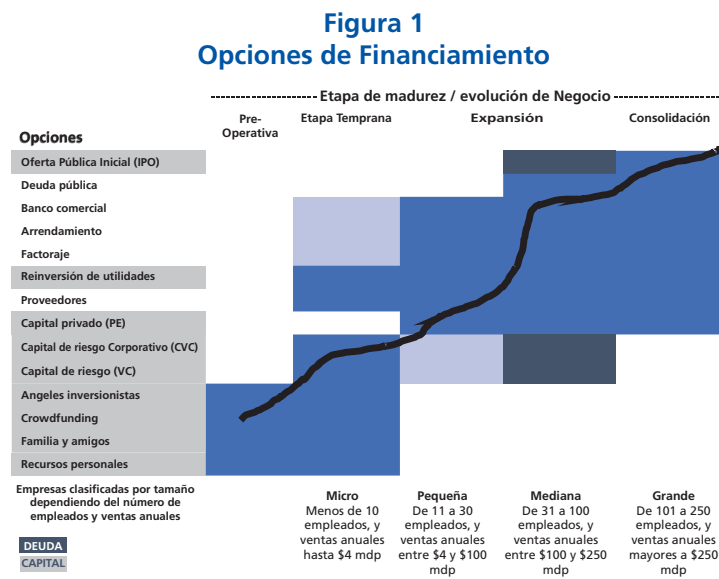 Figura 1
Opciones de Financiamiento
Etapa de madurez / evolución de Negocio
Pre-
Operativa
Etapa Temprana
Expansión
Consolidación
Opciones
Oferta Pública Inicial (IPO)
Deuda pública
Banco comercial
Arrendamiento
Factoraje
Reinversión de utilidades
Proveedores
Capital privado (PE)
Capital de riesgo Corporativo (CVC)
Capital de riesgo (VC)
Angeles inversionistas
Crowdfunding
Familia y amigos
Recursos personales
Empresas clasificadas por tamaño
dependiendo del número de
empleados y ventas anuales
Micro
Menos de 10
empleados, y
ventas anuales
hasta $4 mdp
Pequeña
De 11 a 30
empleados, y
ventas anuales
entre $4 y $100
mdp
Mediana
De 31 a 100
empleados, y
ventas anuales
entre $100 y $250
mdp
Grande
De 101 a 250
empleados, y
ventas anuales
mayores a $250
mdp
DEUDA
CAPITAL